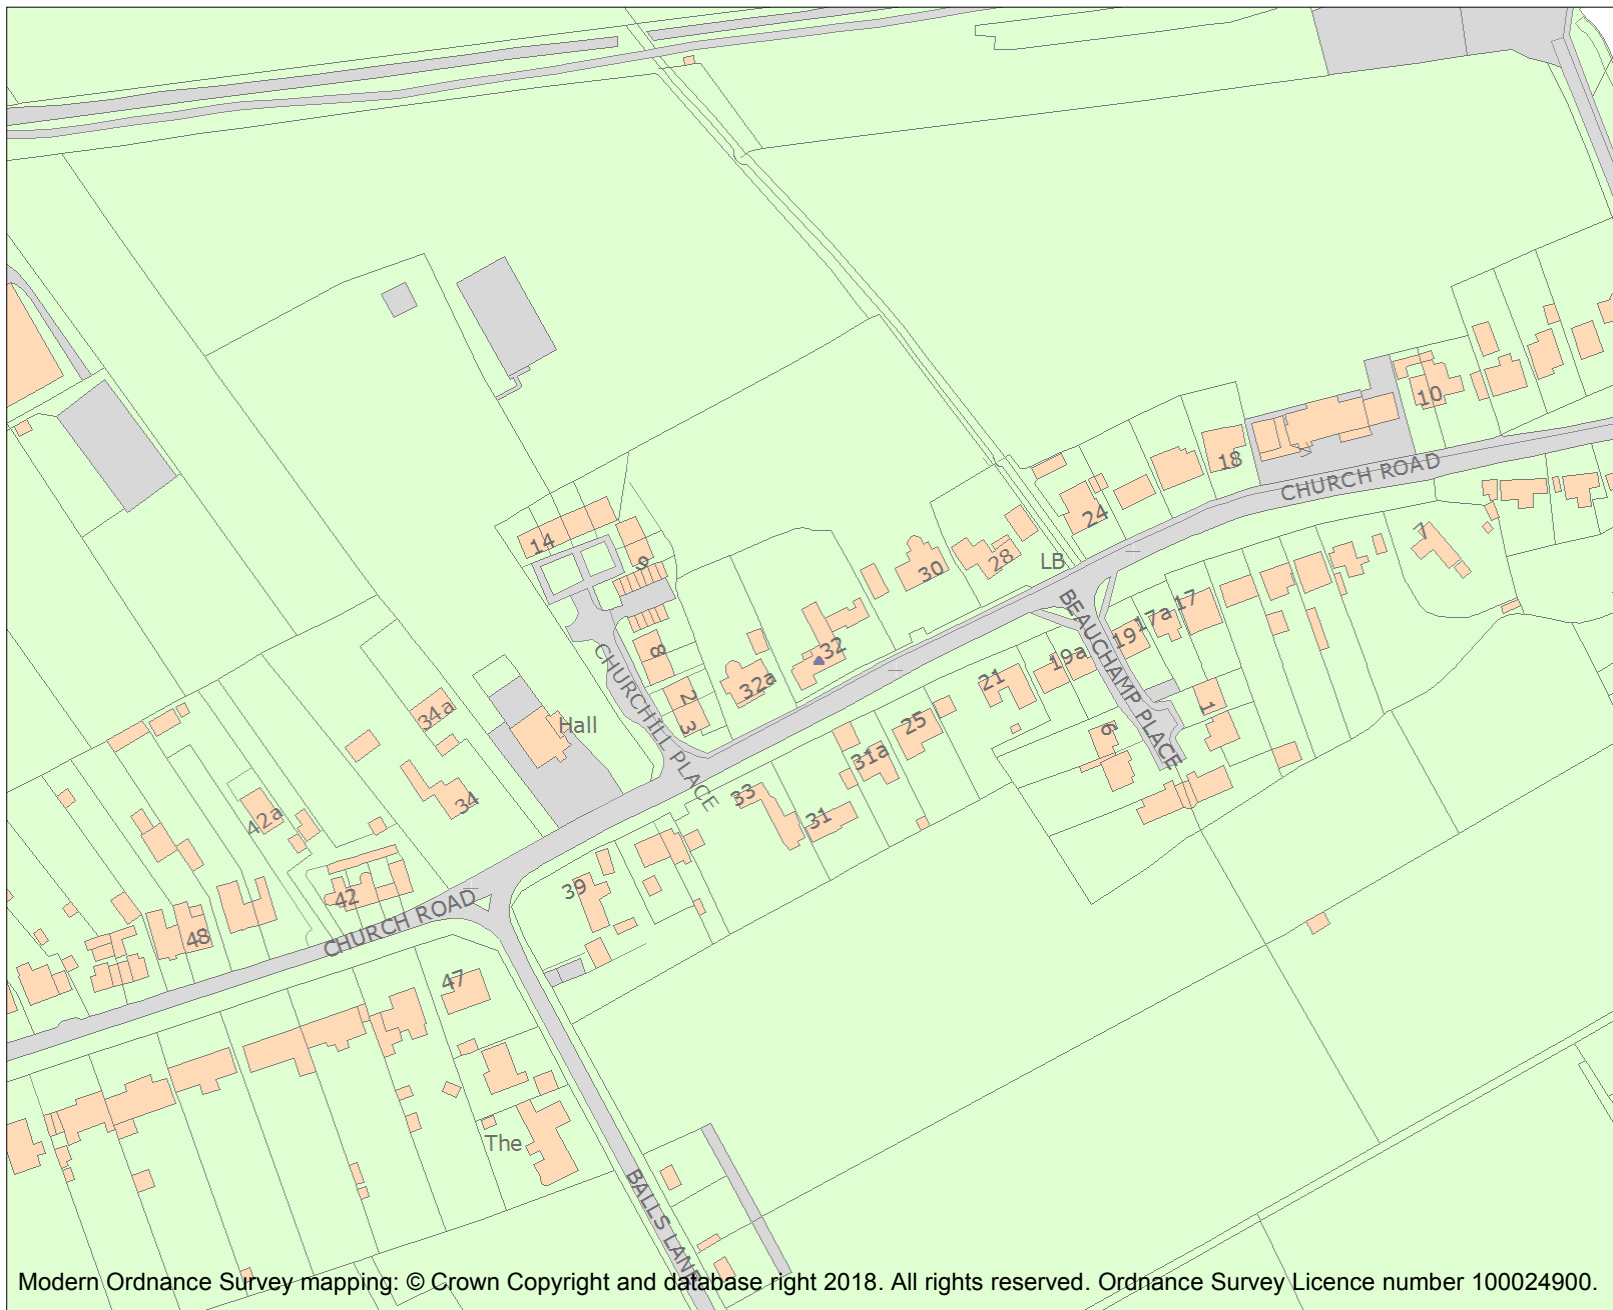 10
18
CHURCH ROAD
24
7
14
9
LB
28
30
BEAUCHAMP PLACE
17
17a
19
19a
8
CHURCHILL PLACE
32
32a
21
2
3
1
6
34a
Hall
25
31a
33
31
34
42a
42
39
48
CHURCH ROAD
47
The
BALLS LANE
Modern Ordnance Survey mapping: © Crown Copyright and database right 2018. All rights reserved. Ordnance Survey Licence number 100024900.